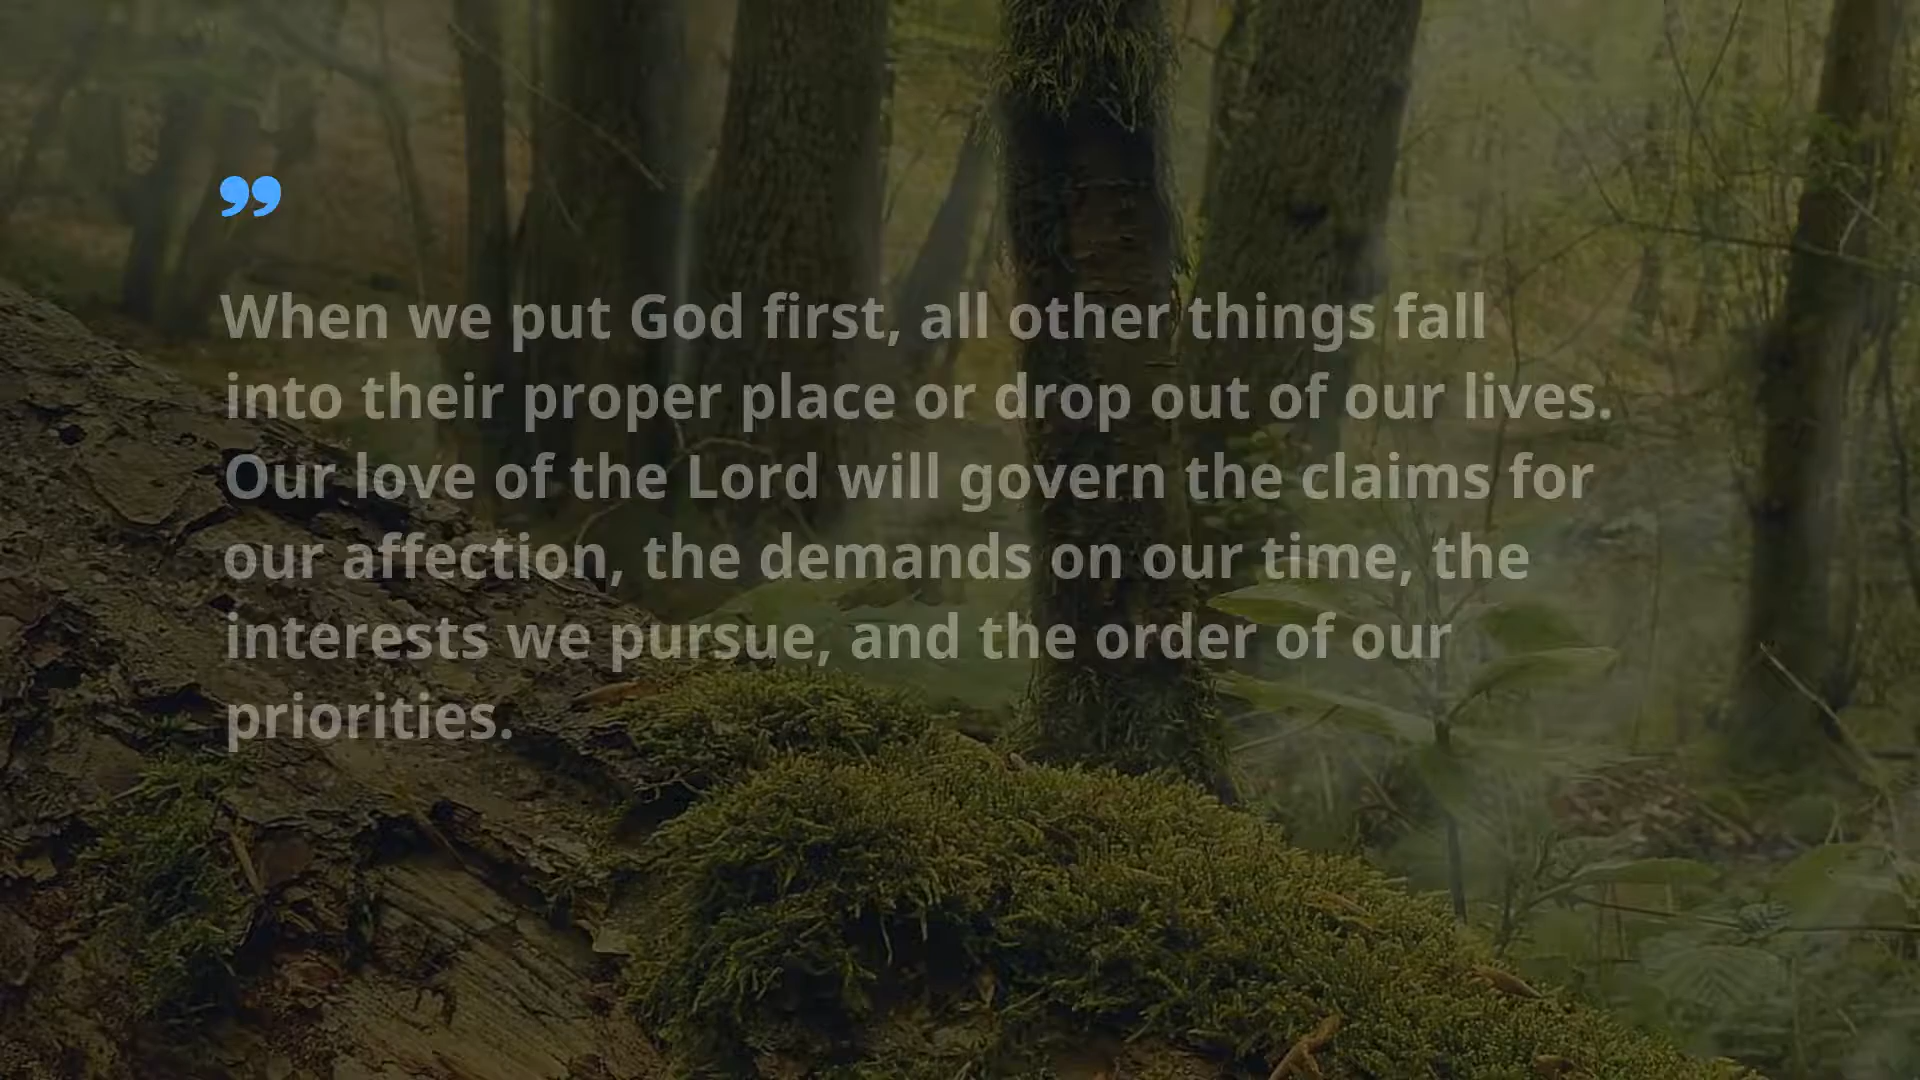 ”
When we put God first, all other things fall
into their proper place or drop out of our lives.
Our love of the Lord will govern the claims for
our affection, the demands on our time, the
interests we pursue, and the order of our
priorities.